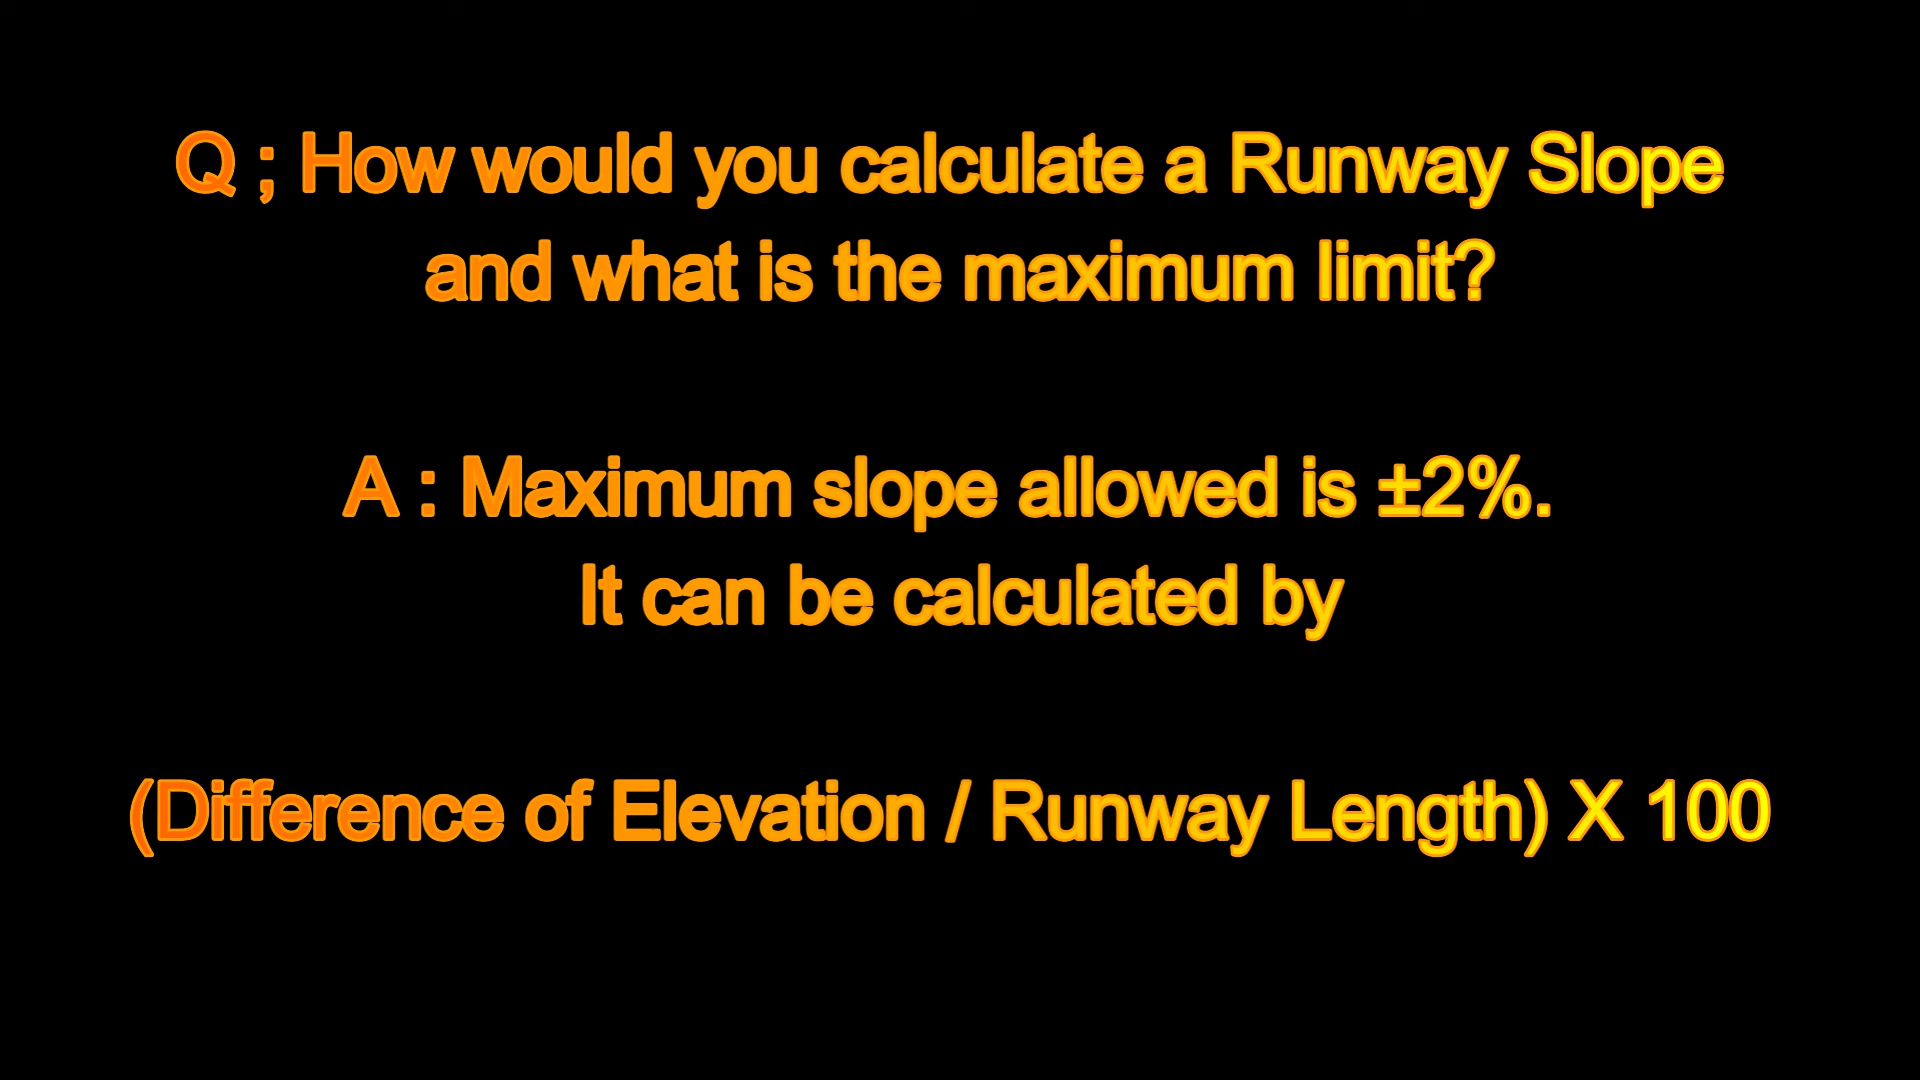 Q ; How would you calculate a Runway Slope
and what is the maximum limit?
A : Maximum slope allowed is ±2%.
It can be calculated by
(Difference of Elevation / Runway Length) X 100